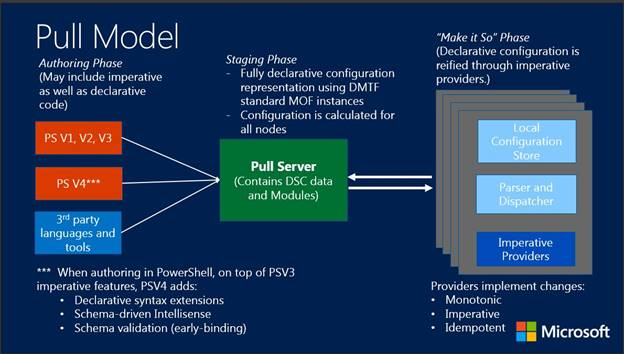 Pull Model
Authoring Phase
(May include imperative
as well as declarative
code)
PS V1, V2, V3
PS V4***
3rd party
languages and
tools
*** When authoring in PowerShell, on top of PSV3
imperative features, PSV4 adds:
• Declarative syntax extensions
• Schema-driven Intellisense
• Schema validation (early-binding)
Staging Phase
- Fully declarative configuration
representation using DMTF
standard MOF instances
- Configuration is calculated for
all nodes
Pull Server
(Contains DSC data
and Modules)
“Make it So” Phase
(Declarative configuration is
reified through imperative
providers.)
Local
Configuration
Store
Parser and
Dispatcher
Imperative
Providers
Providers implement changes:
• Monotonic
• Imperative
• Idempotent
Microsoft